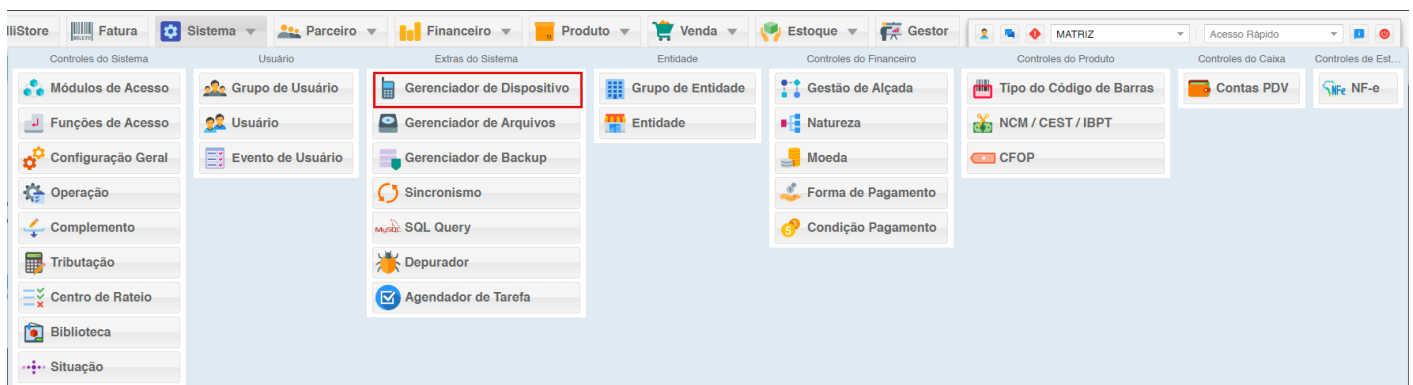 lliStore Fatura Sistema Parceiro Financeiro Produto Venda Estoque Gestor MATRIZ Acesso Rápido
Controles do Sistema Usuário Extras do Sistema Entidade Controles do Financeiro Controles do Produto Controles do Caixa Controles de Est...
Módulos de Acesso Grupo de Usuário Gerenciador de Dispositivo Grupo de Entidade Gestão de Alçada Tipo do Código de Barras Contas PDV NFe NF-e
Funções de Acesso Usuário Gerenciador de Arquivos Entidade Natureza NCM / CEST / IBPT
Configuração Geral Evento de Usuário Gerenciador de Backup Moeda CFOP
Operação Sincronismo Forma de Pagamento
Complemento MySQL SQL Query Condição Pagamento
Tributação Depurador
Centro de Rateio Agendador de Tarefa
Biblioteca
Situação